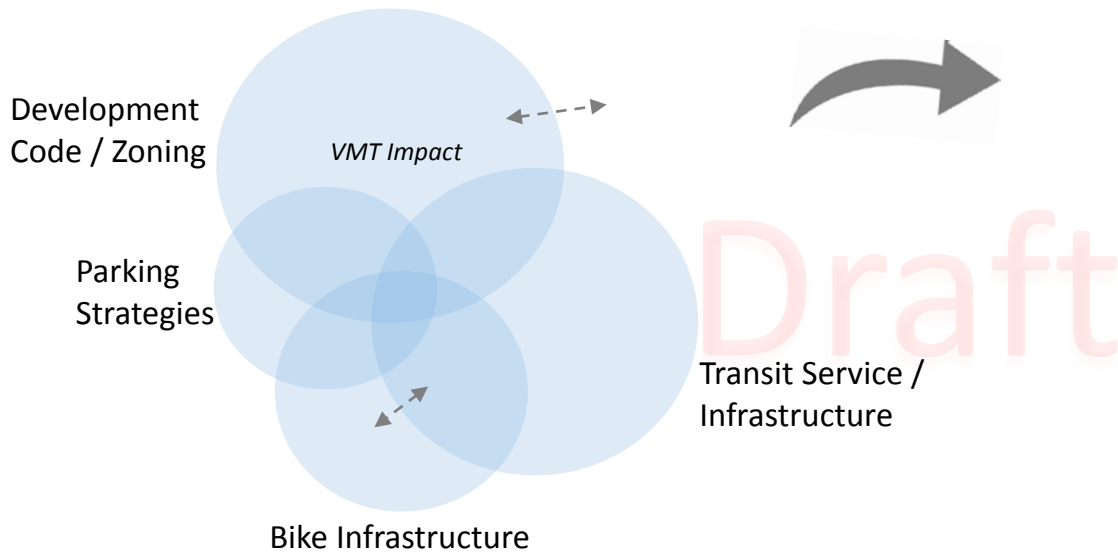 Development
Code / Zoning
VMT Impact
Parking
Strategies
Draft
Transit Service /
Infrastructure
Bike Infrastructure